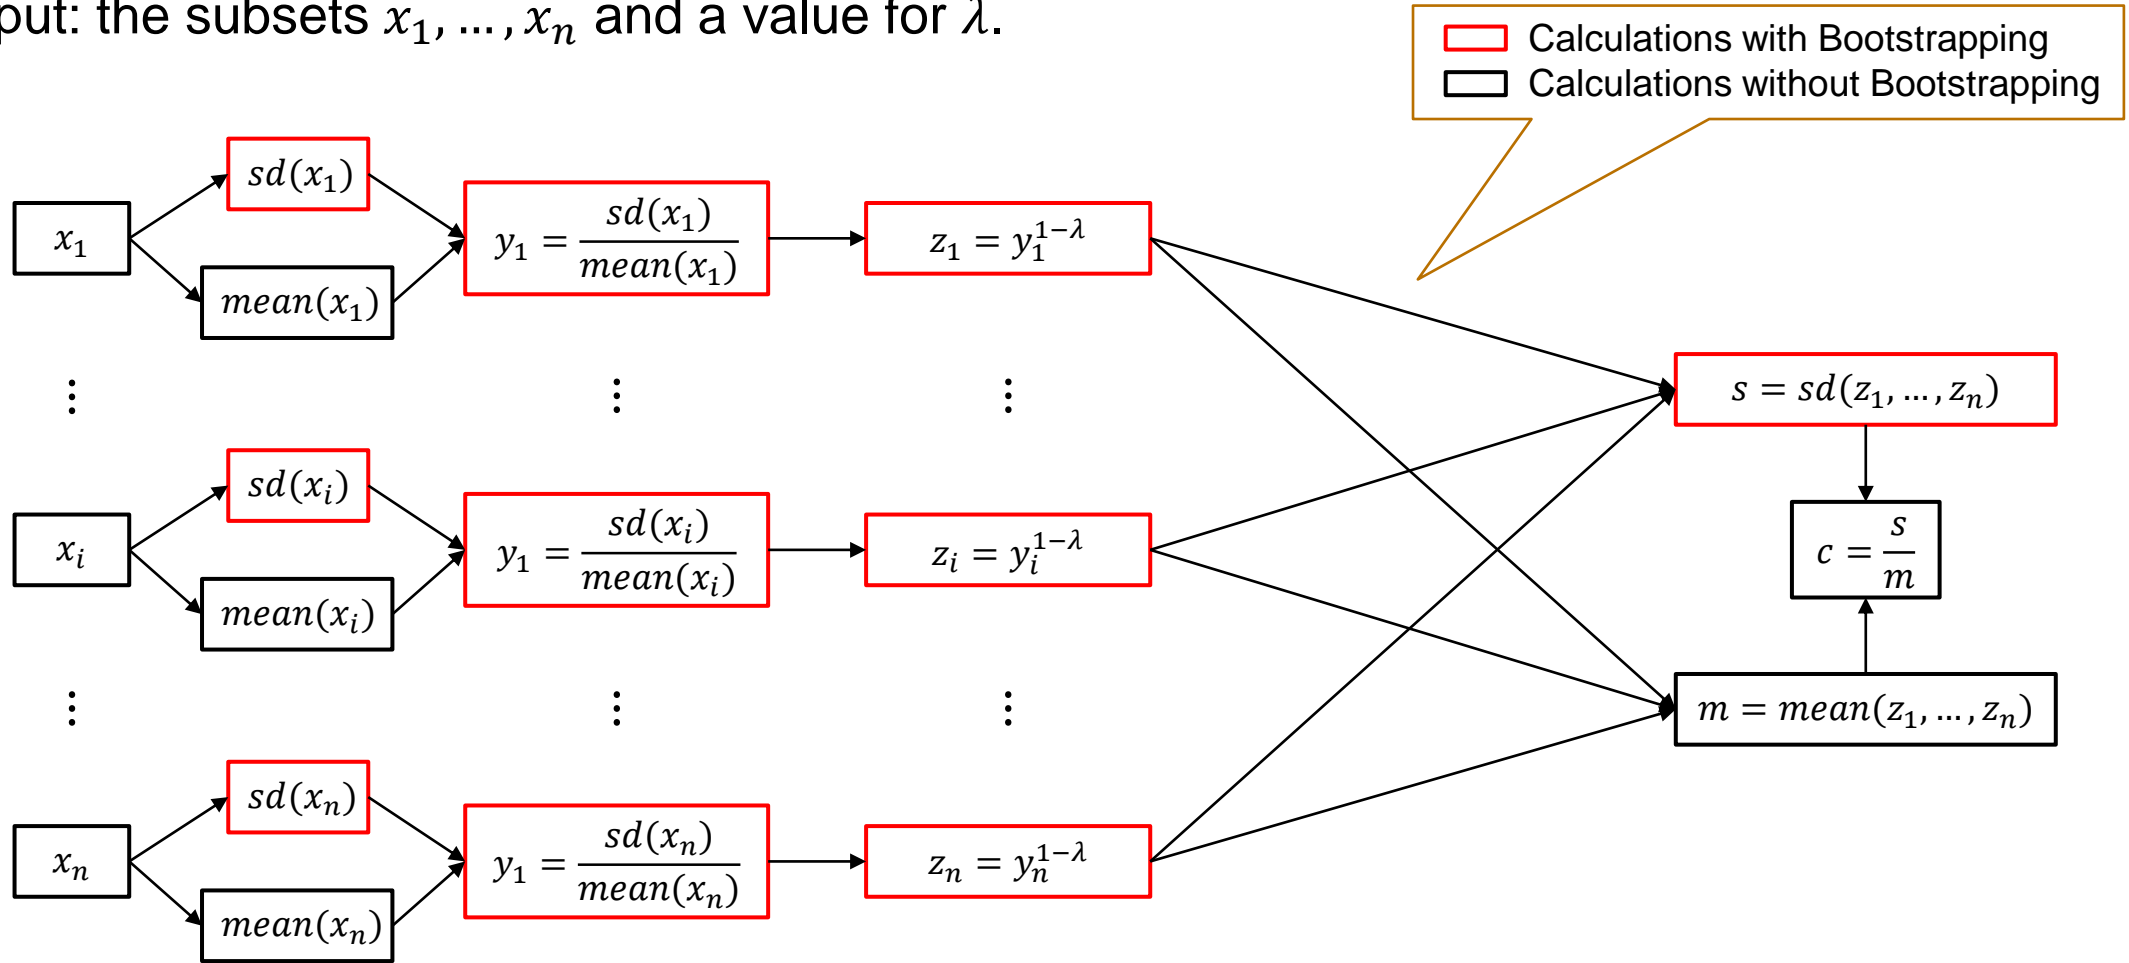 put: the subsets x₁, ..., xₙ and a value for λ.
Calculations with Bootstrapping
Calculations without Bootstrapping
x₁
sd(x₁)
mean(x₁)
y₁ = sd(x₁) / mean(x₁)
z₁ = y₁^{1−λ}
⋮ ⋮ ⋮
s = sd(z₁, ..., zₙ)
xᵢ
sd(xᵢ)
mean(xᵢ)
y₁ = sd(xᵢ) / mean(xᵢ)
zᵢ = yᵢ^{1−λ}
c = s / m
⋮ ⋮ ⋮
m = mean(z₁, ..., zₙ)
xₙ
sd(xₙ)
mean(xₙ)
y₁ = sd(xₙ) / mean(xₙ)
zₙ = yₙ^{1−λ}